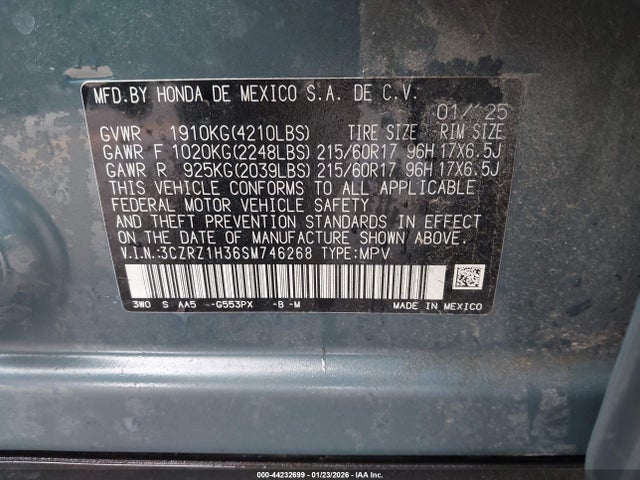 MFD.BY HONDA DE MEXICO S.A. DE C.V.
01/'25
GVWR 1910KG(4210LBS) TIRE SIZE RIM SIZE
GAWR F 1020KG(2248LBS) 215/60R17 96H 17X6.5J
GAWR R 925KG(2039LBS) 215/60R17 96H 17X6.5J
THIS VEHICLE CONFORMS TO ALL APPLICABLE
FEDERAL MOTOR VEHICLE SAFETY
AND THEFT PREVENTION STANDARDS IN EFFECT
ON THE DATE OF MANUFACTURE SHOWN ABOVE.
V.I.N.:3CZRZ1H36SM746268 TYPE:MPV
3W0 S AA5 -G553PX -B -M MADE IN MEXICO
000-44232699 | 01/23/2026 | IAA, Inc.